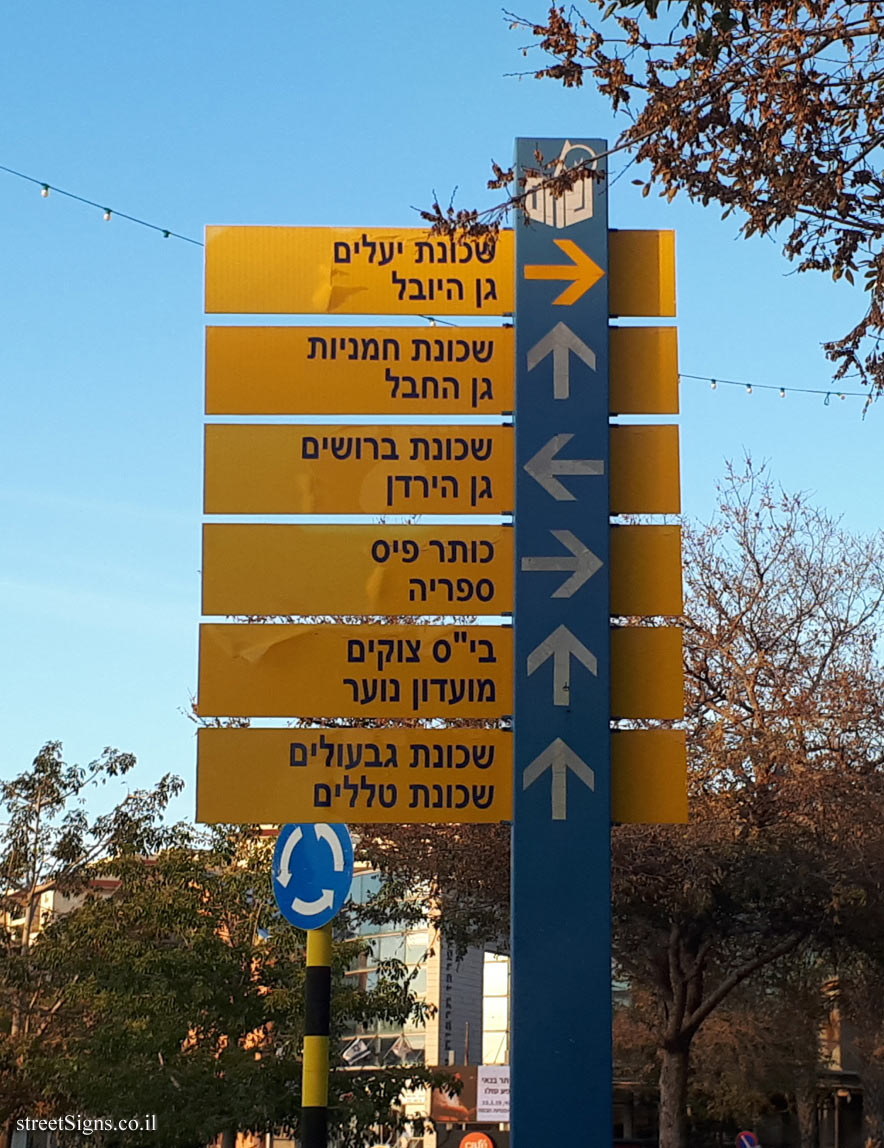 שכונת יעלים
גן היובל
שכונת חמניות
גן החבל
שכונת ברושים
גן הירדן
כותר פיס
ספריה
בי"ס צוקים
מועדון נוער
שכונת גבעולים
שכונת טללים
café
streetSigns.co.il